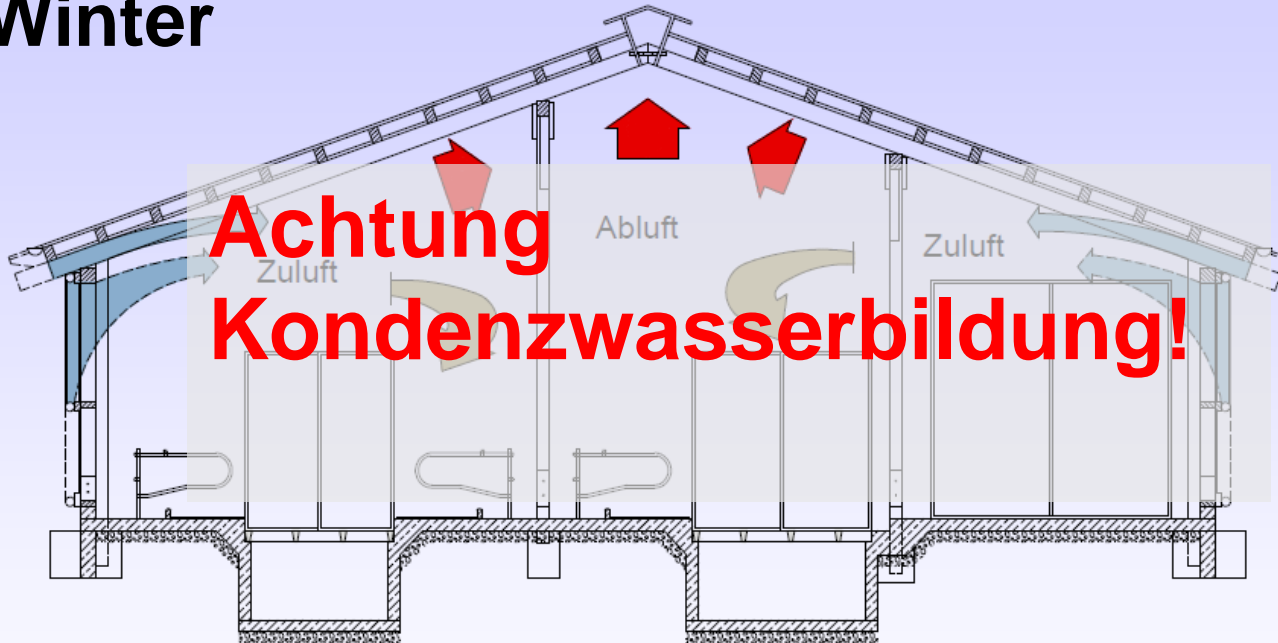 Winter
Achtung
Abluft
Zuluft
Zuluft
Kondenzwasserbildung!